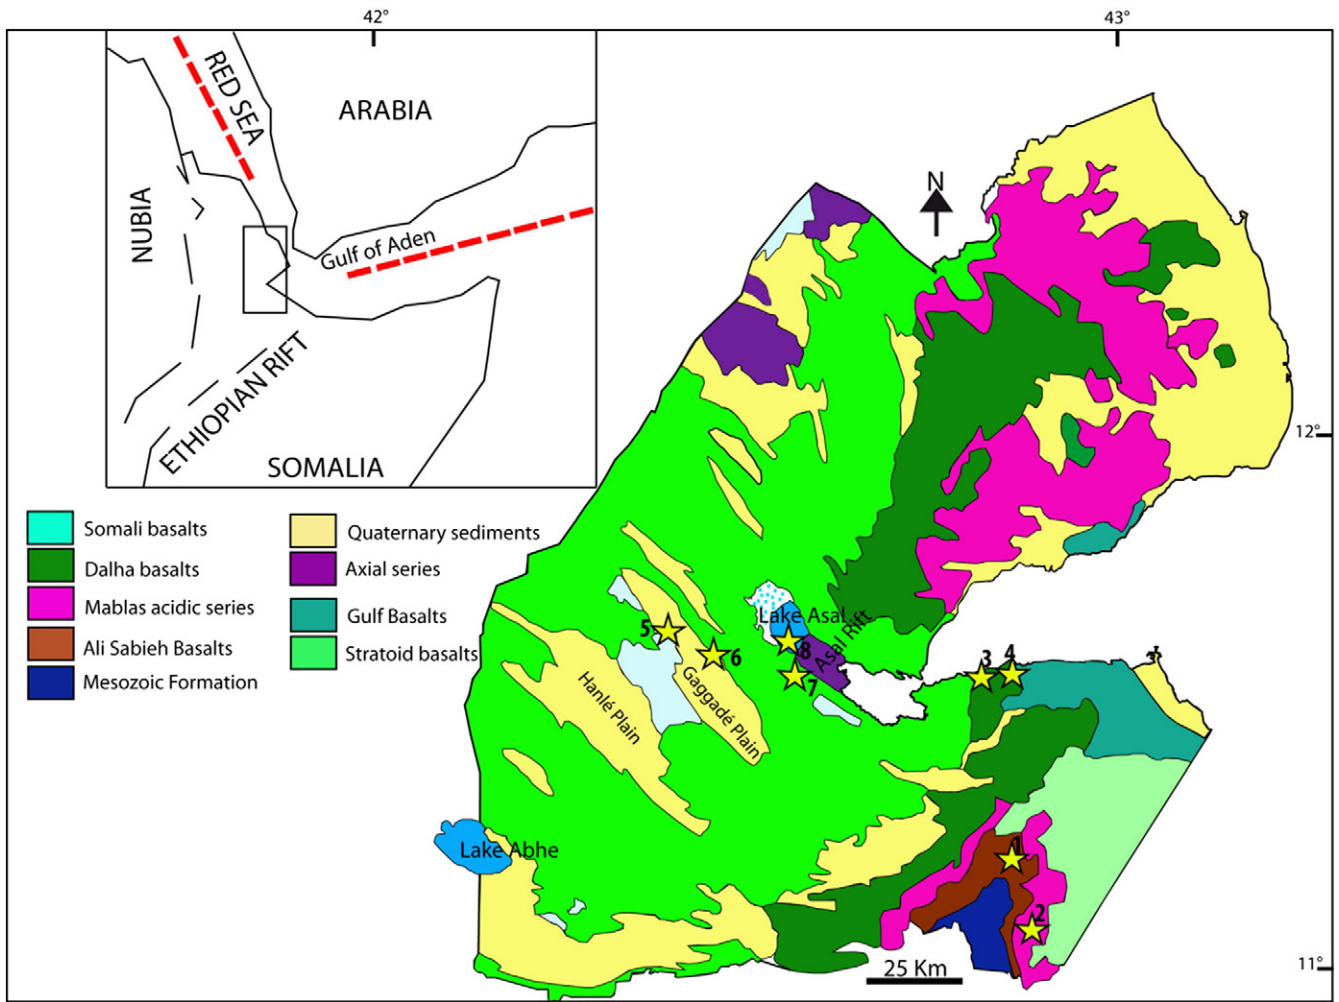 42°
43°
RED SEA
ARABIA
N
NUBIA
Gulf of Aden
ETHIOPIAN RIFT
SOMALIA
12°
Somali basalts
Quaternary sediments
Dalha basalts
Axial series
Mablas acidic series
Gulf Basalts
Ali Sabieh Basalts
Stratoid basalts
Mesozoic Formation
Lake Asal
Asal Rift
5
6
8
7
3
4
Hanlé Plain
Gaggadé Plain
Lake Abhe
1
2
25 Km
11°